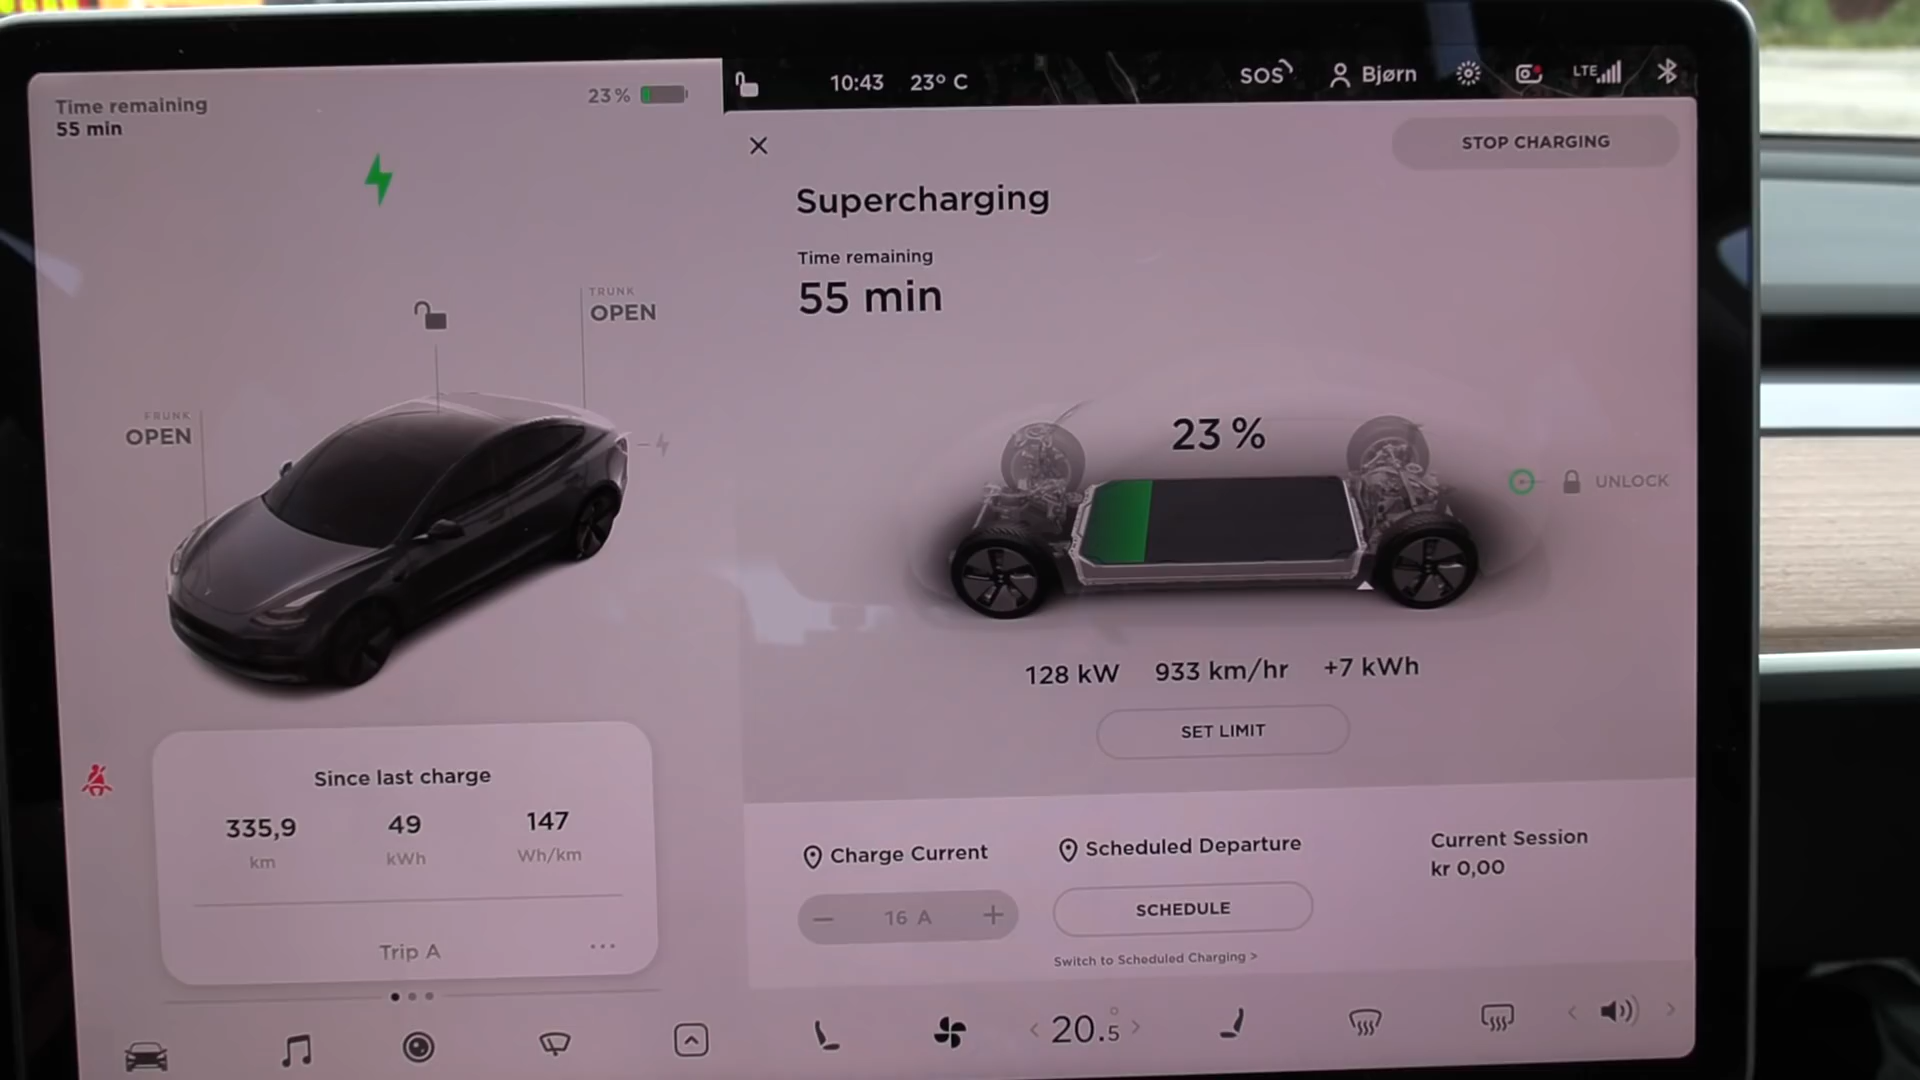 Time remaining
55 min
23 %
10:43
23° C
SOS
Bjørn
LTE
STOP CHARGING
Supercharging
Time remaining
55 min
TRUNK
OPEN
FRUNK
OPEN
23 %
UNLOCK
128 kW
933 km/hr
+7 kWh
SET LIMIT
Since last charge
335,9
km
49
kWh
147
Wh/km
Trip A
Charge Current
16 A
Scheduled Departure
SCHEDULE
Switch to Scheduled Charging >
Current Session
kr 0,00
20.5°